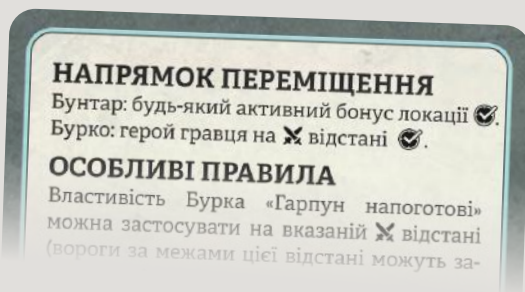 НАПРЯМОК ПЕРЕМІЩЕННЯ
Бунтар: будь-який активний бонус локації .
Бурко: герой гравця на відстані .
ОСОБЛИВІ ПРАВИЛА
Властивість Бурка «Гарпун напоготові»
можна застосувати на вказаній відстані
(вороги за межами цієї відстані можуть за-